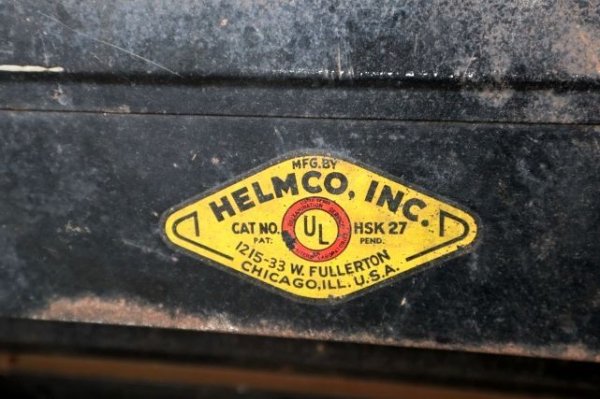 MFG. BY
HELMCO, INC.
CAT NO. UL HSK 27
PAT. PEND.
1215-33 W. FULLERTON
CHICAGO, ILL. U.S.A.